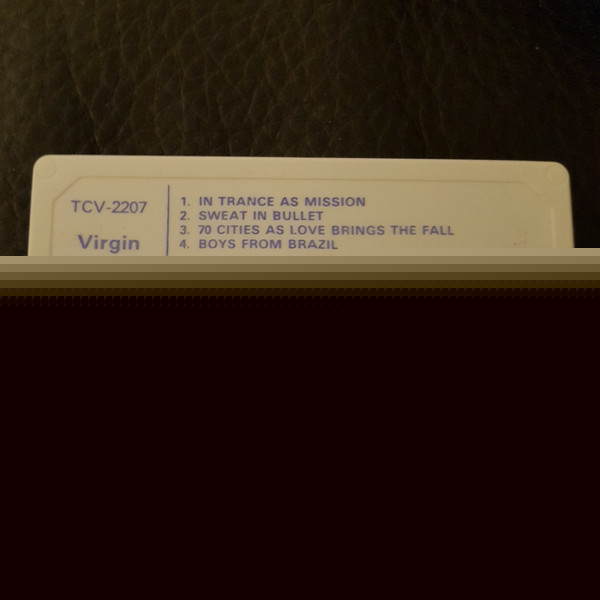 TCV-2207
Virgin
1. IN TRANCE AS MISSION
2. SWEAT IN BULLET
3. 70 CITIES AS LOVE BRINGS THE FALL
4. BOYS FROM BRAZIL